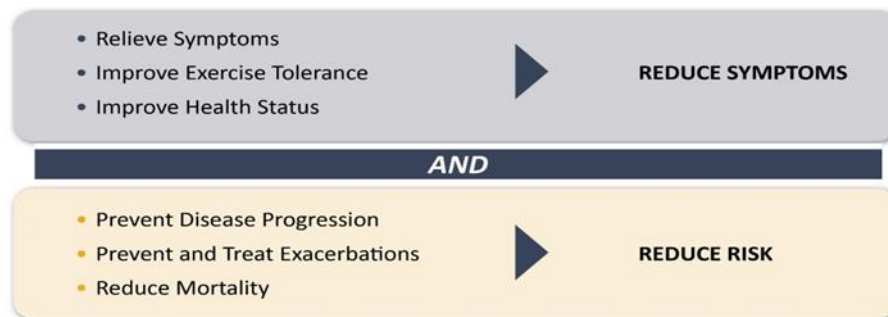 • Relieve Symptoms
• Improve Exercise Tolerance
• Improve Health Status
REDUCE SYMPTOMS
AND
• Prevent Disease Progression
• Prevent and Treat Exacerbations
• Reduce Mortality
REDUCE RISK